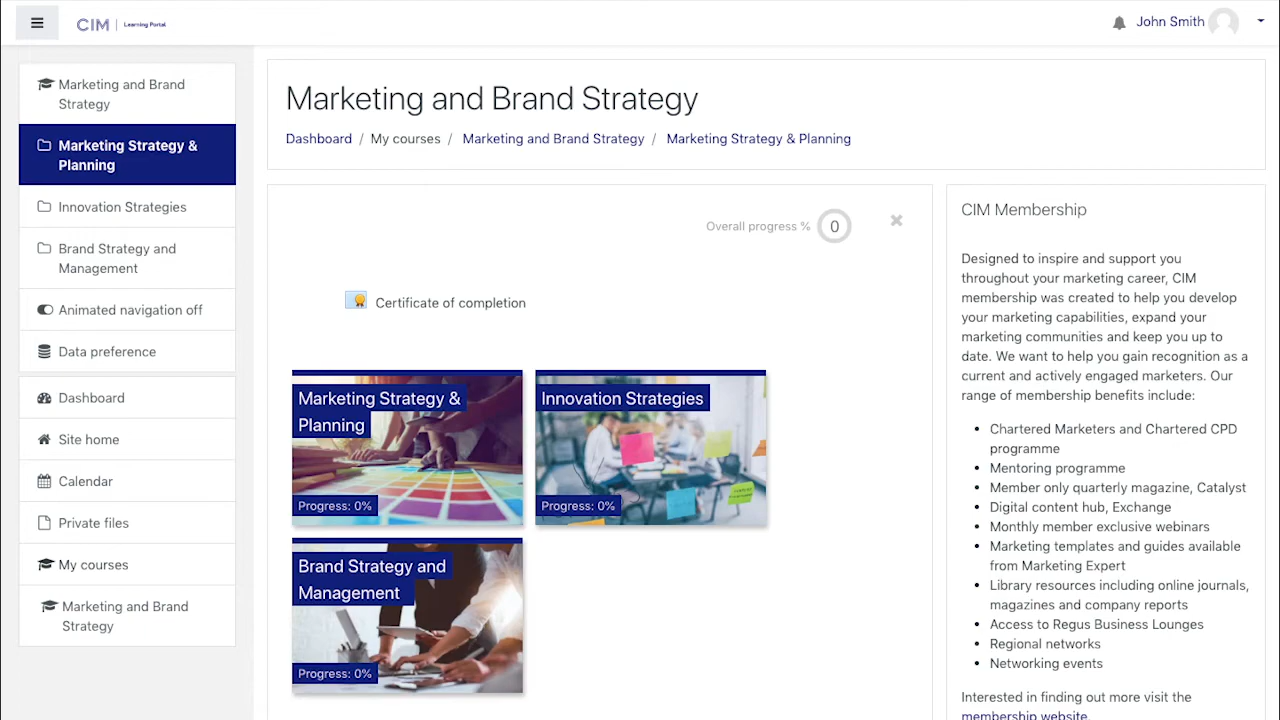 CIM | Learning Portal
John Smith
Marketing and Brand
Strategy
Marketing Strategy &
Planning
Innovation Strategies
Brand Strategy and
Management
Animated navigation off
Data preference
Dashboard
Site home
Calendar
Private files
My courses
Marketing and Brand
Strategy
Marketing and Brand Strategy
Dashboard / My courses / Marketing and Brand Strategy / Marketing Strategy & Planning
Overall progress % 0
Certificate of completion
Marketing Strategy &
Planning
Progress: 0%
Innovation Strategies
Progress: 0%
Brand Strategy and
Management
Progress: 0%
CIM Membership
Designed to inspire and support you
throughout your marketing career, CIM
membership was created to help you develop
your marketing capabilities, expand your
marketing communities and keep you up to
date. We want to help you gain recognition as a
current and actively engaged marketers. Our
range of membership benefits include:
• Chartered Marketers and Chartered CPD
programme
• Mentoring programme
• Member only quarterly magazine, Catalyst
• Digital content hub, Exchange
• Monthly member exclusive webinars
• Marketing templates and guides available
from Marketing Expert
• Library resources including online journals,
magazines and company reports
• Access to Regus Business Lounges
• Regional networks
• Networking events
Interested in finding out more visit the
membership website.